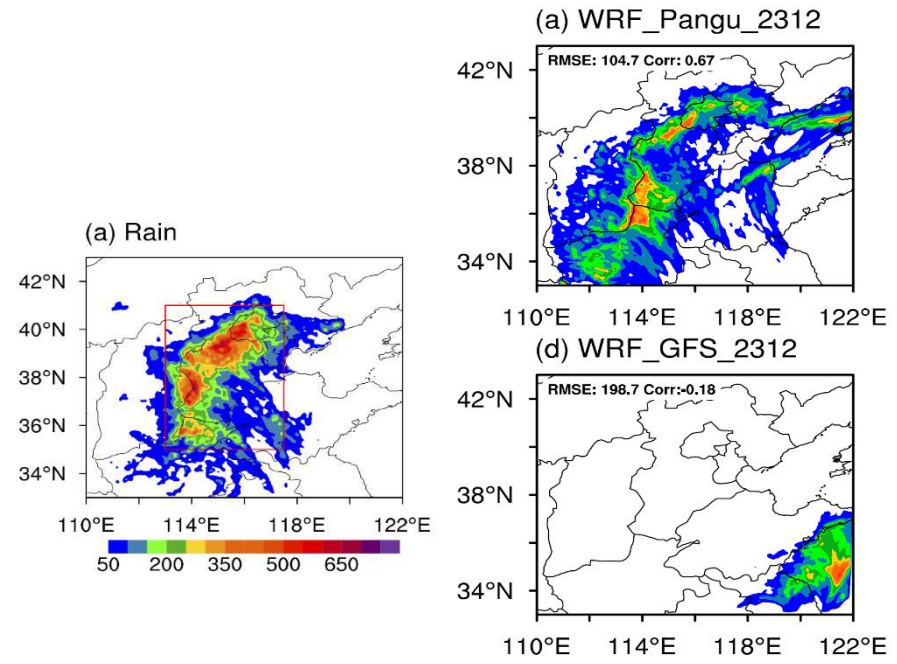 (a) WRF_Pangu_2312
RMSE: 104.7 Corr: 0.67
42°N
38°N
34°N
110°E 114°E 118°E 122°E
(a) Rain
42°N
40°N
38°N
36°N
34°N
110°E 114°E 118°E 122°E
50 200 350 500 650
(d) WRF_GFS_2312
RMSE: 198.7 Corr:-0.18
42°N
38°N
34°N
110°E 114°E 118°E 122°E